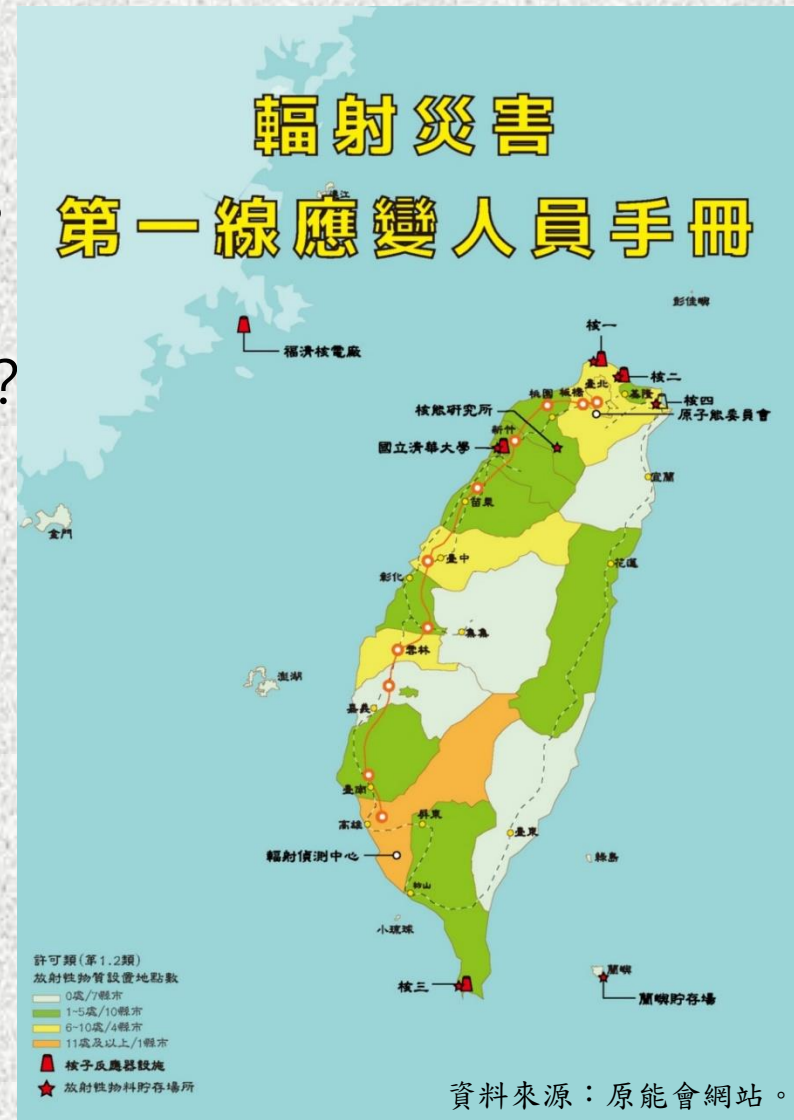 ?
輻射災害
連江
第一線應變人員手冊
彭佳嶼
核一
福清核電廠
核二
臺北
桃園 板橋
基隆
核四
核能研究所
原子能委員會
新竹
國立清華大學
宜蘭
苗栗
金門
臺中
花蓮
彰化
魚池
雲林
澎湖
嘉義
臺南
屏東
高雄
臺東
輻射偵測中心
綠島
枋山
小琉球
許可類(第1.2類)
放射性物質設置地點數
蘭嶼
0處/7縣市
核三
蘭嶼貯存場
1-5處/10縣市
6-10處/4縣市
11處及以上/1縣市
核子反應器設施
放射性物料貯存場所
資料來源：原能會網站。